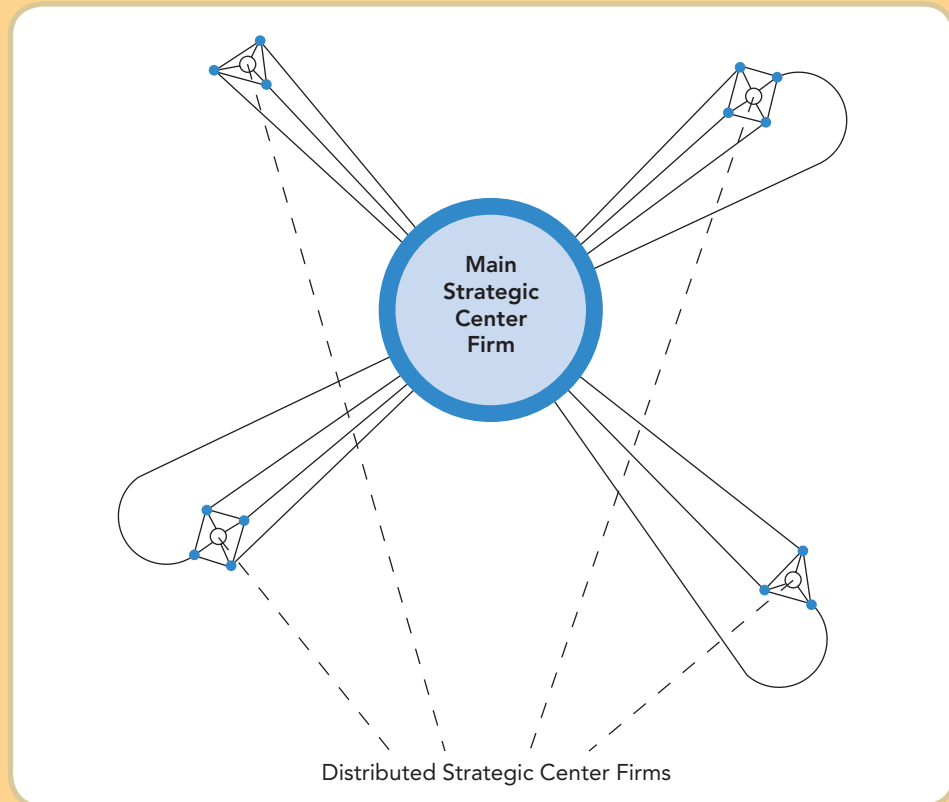 Main
Strategic
Center
Firm
Distributed Strategic Center Firms